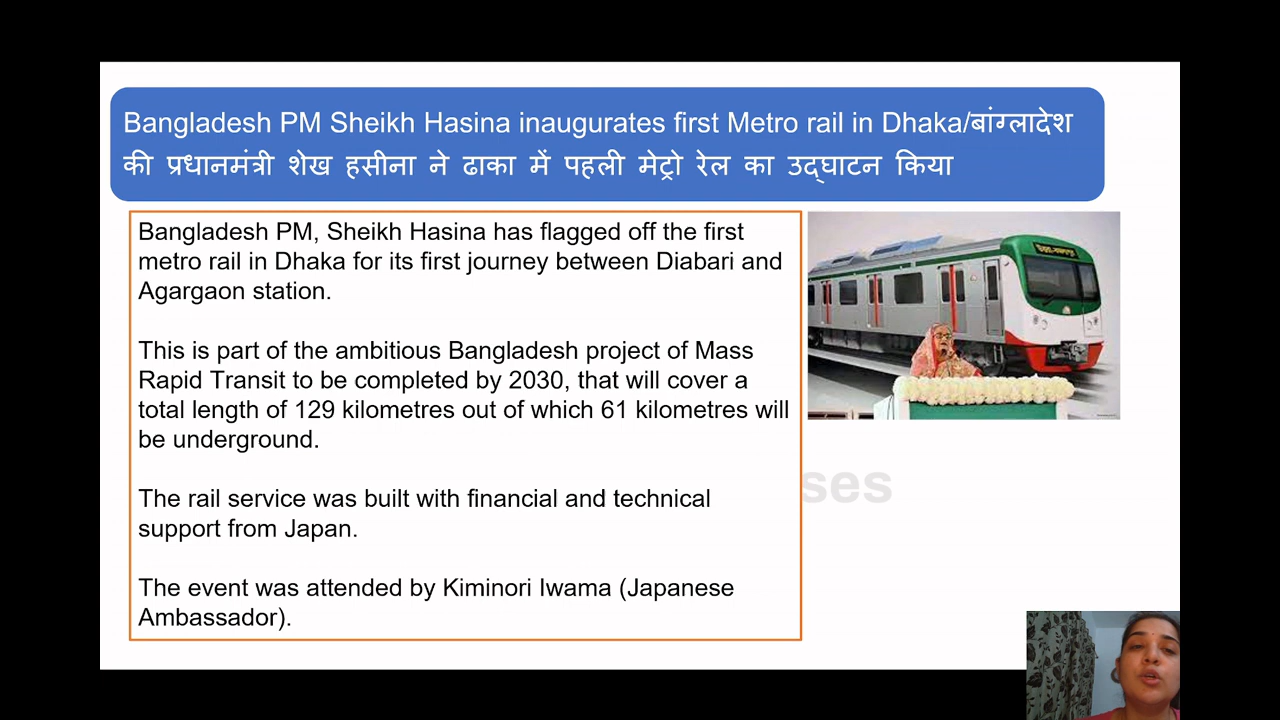 Bangladesh PM Sheikh Hasina inaugurates first Metro rail in Dhaka/बांग्लादेश
की प्रधानमंत्री शेख हसीना ने ढाका में पहली मेट्रो रेल का उद्घाटन किया
Bangladesh PM, Sheikh Hasina has flagged off the first
metro rail in Dhaka for its first journey between Diabari and
Agargaon station.
This is part of the ambitious Bangladesh project of Mass
Rapid Transit to be completed by 2030, that will cover a
total length of 129 kilometres out of which 61 kilometres will
be underground.
The rail service was built with financial and technical
support from Japan.
The event was attended by Kiminori Iwama (Japanese
Ambassador).
ses